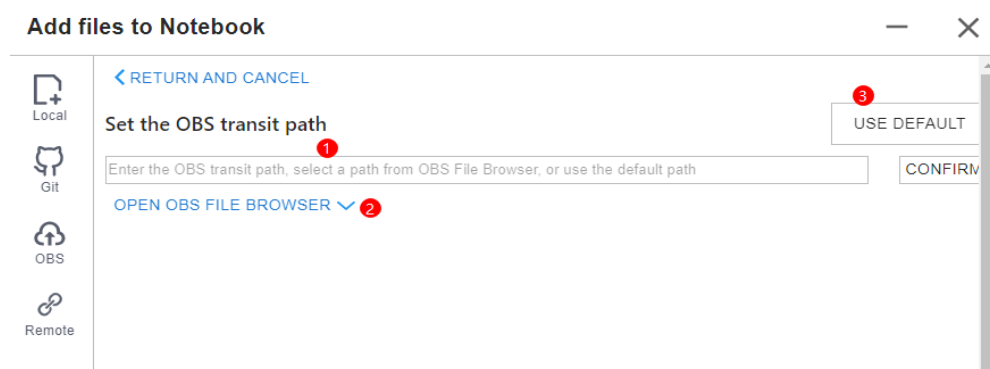 Add files to Notebook
RETURN AND CANCEL
Local
3
Set the OBS transit path
USE DEFAULT
1
Enter the OBS transit path, select a path from OBS File Browser, or use the default path
CONFIRM
Git
OPEN OBS FILE BROWSER
2
OBS
Remote